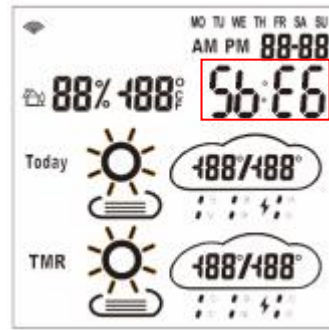 MO TU WE TH FR SA SU
AM PM 88-88
88% -188°C/F
Sb:E6
Today
-188°/-188°
TMR
-188°/-188°